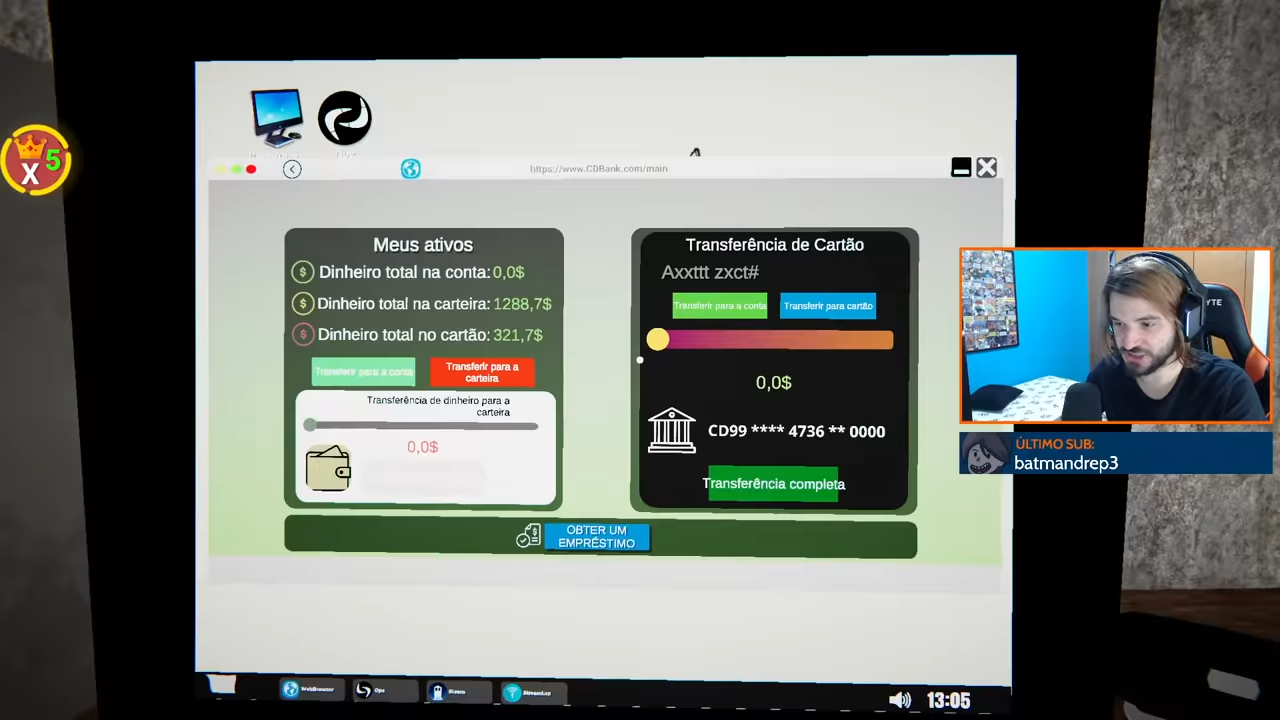 X 5
https://www.CDBank.com/main
Meus ativos
Dinheiro total na conta: 0,0$
Dinheiro total na carteira: 1288,7$
Dinheiro total no cartão: 321,7$
Transferir para a conta
Transferir para a
carteira
Transferência de dinheiro para a
carteira
0,0$
Transferência de Cartão
Axxttt zxct#
Transferir para a conta
Transferir para cartão
0,0$
CD99 **** 4736 ** 0000
Transferência completa
OBTER UM
EMPRÉSTIMO
ÚLTIMO SUB:
batmandrep3
WebBrowser
13:05